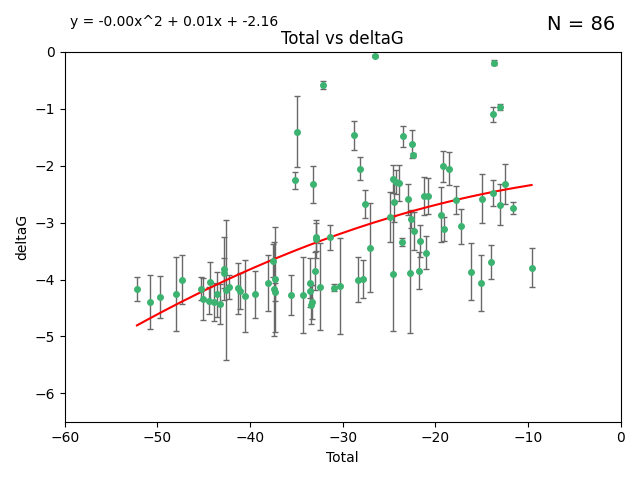 y = -0.00x^2 + 0.01x + -2.16
N = 86
Total vs deltaG
0
−1
−2
−3
−4
−5
−6
deltaG
−60 −50 −40 −30 −20 −10 0
Total